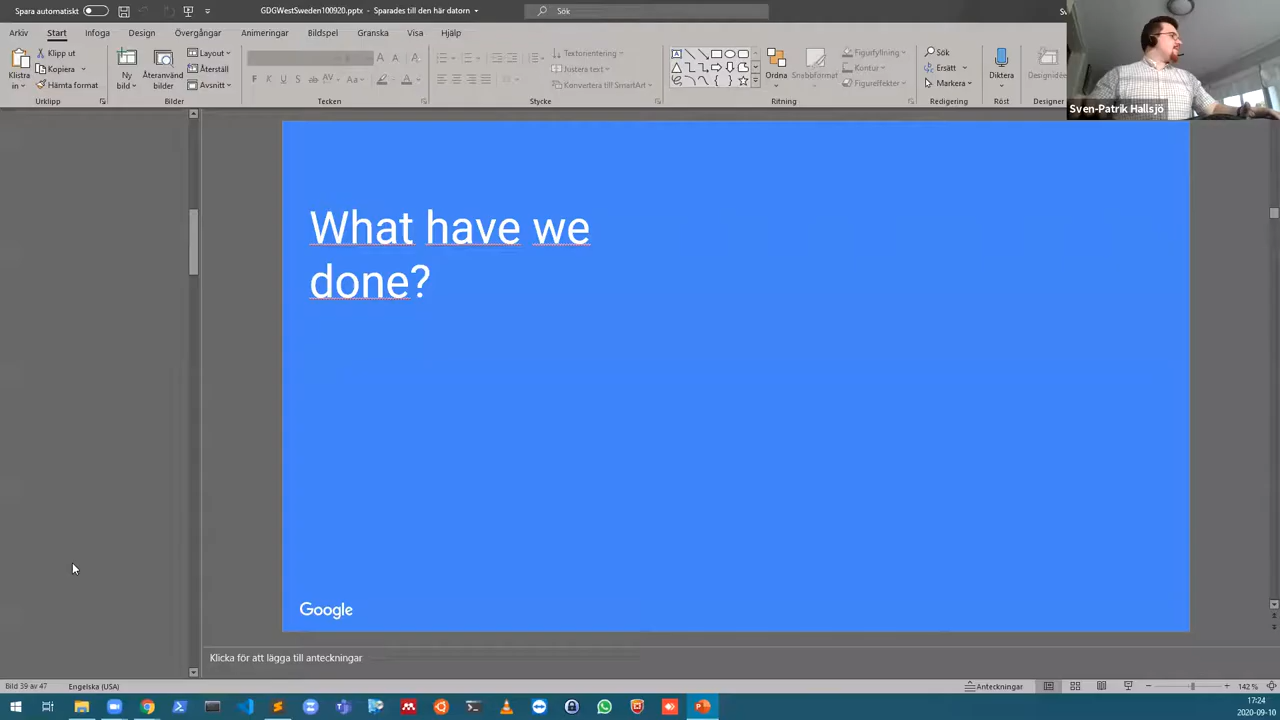 Spara automatiskt
GDGWestSweden100920.pptx - Sparades till den här datorn
Sök
Arkiv Start Infoga Design Övergångar Animeringar Bildspel Granska Visa Hjälp
Klistra in
Klipp ut
Kopiera
Hämta format
Urklipp
Ny bild
Återanvänd bilder
Layout
Återställ
Avsnitt
Bilder
F K U S ab AV Aa A
Tecken
Textorientering
Justera text
Konvertera till SmartArt
Stycke
Ordna
Snabbformat
Figurfyllning
Kontur
Figureffekter
Ritning
Sök
Ersätt
Markera
Redigering
Diktera
Röst
Designidéer
Designer
Sven-Patrik Hallsjö
What have we
done?
Google
Klicka för att lägga till anteckningar
Bild 39 av 47 Engelska (USA) Anteckningar 142 %
17:24
2020-09-10